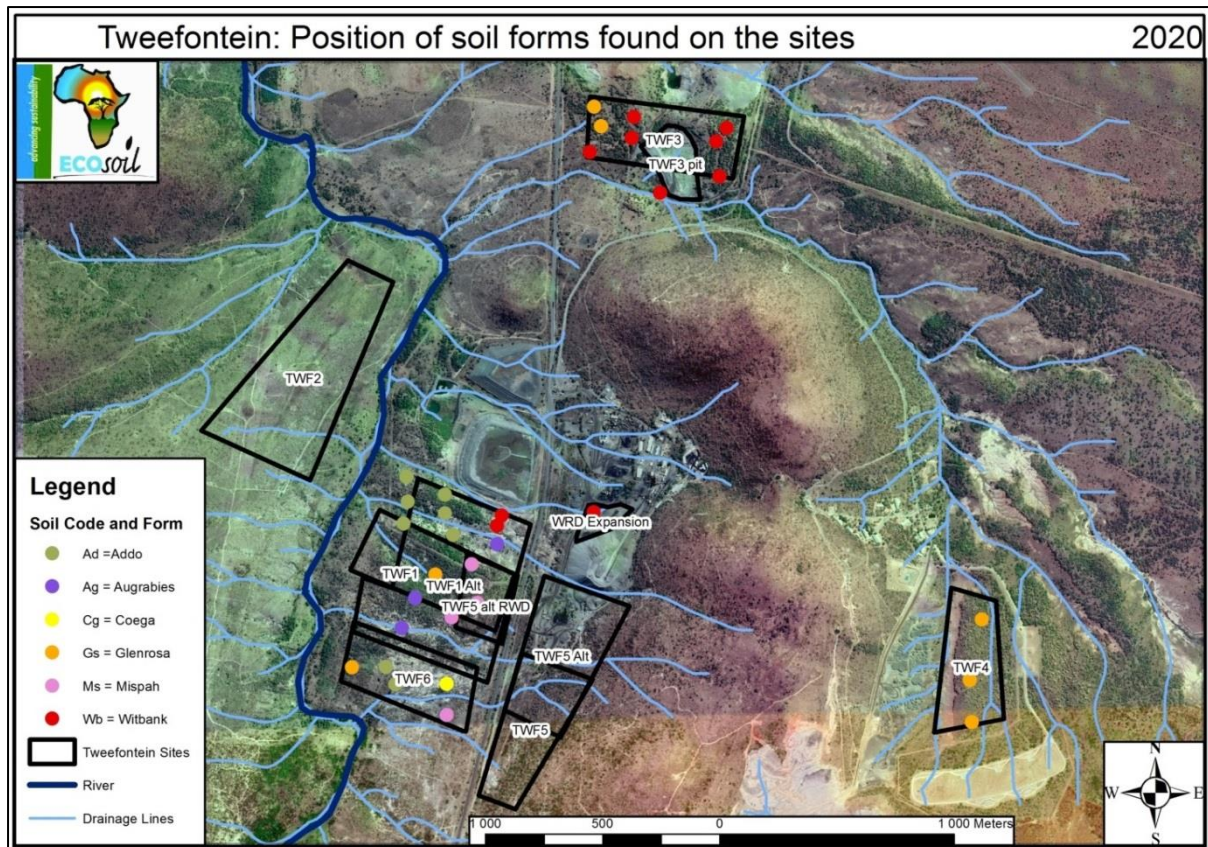 Tweefontein: Position of soil forms found on the sites 2020
advancing sustainability
ECOsoil
TWF3
TWF3 pit
TWF2
WRD Expansion
TWF1
TWF1 Alt
TWF5 alt RWD
TWF5 Alt
TWF4
TWF6
TWF5
Legend
Soil Code and Form
Ad =Addo
Ag = Augrabies
Cg = Coega
Gs = Glenrosa
Ms = Mispah
Wb = Witbank
Tweefontein Sites
River
Drainage Lines
N
W E
S
1 000 500 0 1 000 Meters